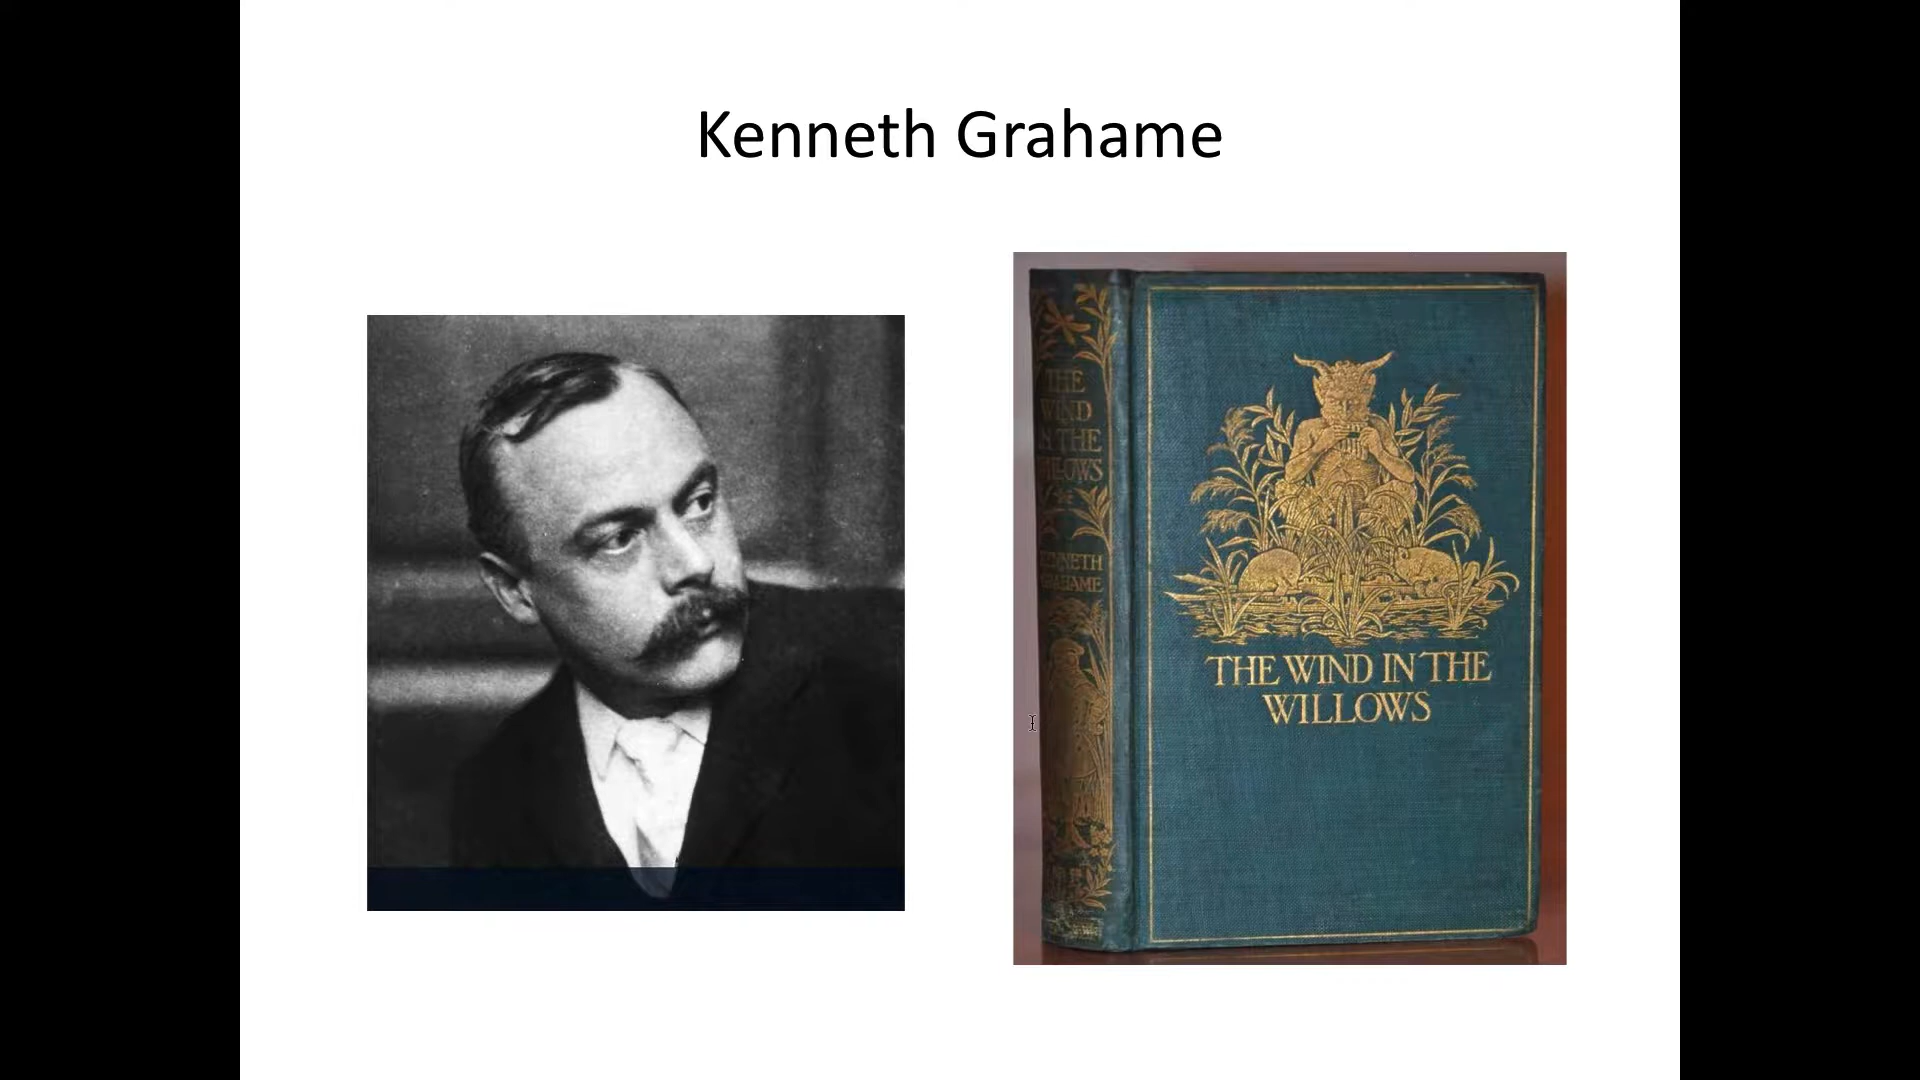 Kenneth Grahame
THE
WIND
IN THE
WILLOWS
KENNETH
GRAHAME
THE WIND IN THE
WILLOWS